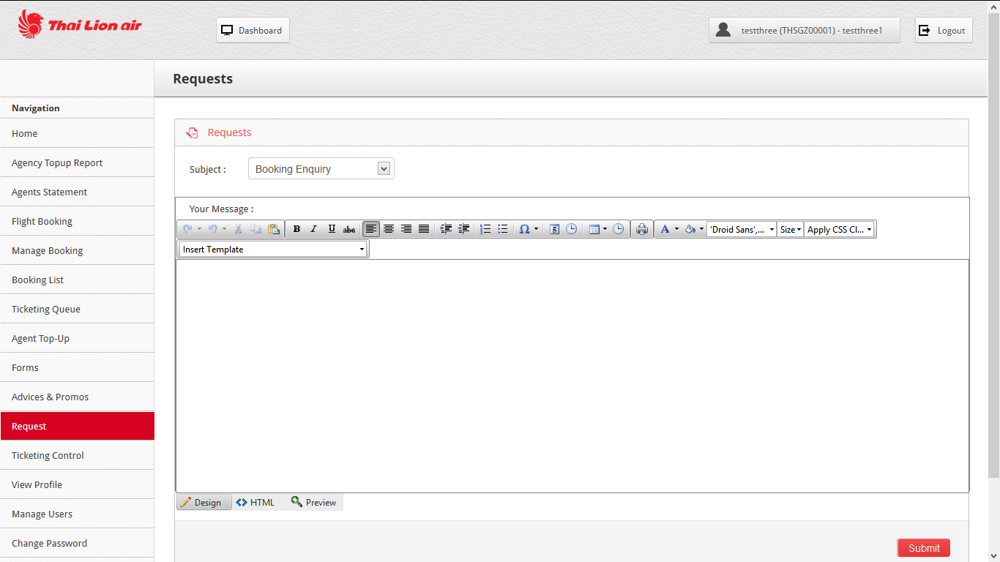 Thai Lion air
Dashboard
testthree (THSGZ00001) - testthree1
Logout
Requests
Navigation
Home
Agency Topup Report
Agents Statement
Flight Booking
Manage Booking
Booking List
Ticketing Queue
Agent Top-Up
Forms
Advices & Promos
Request
Ticketing Control
View Profile
Manage Users
Change Password
Requests
Subject :
Booking Enquiry
Your Message :
B I U abc Ω A 'Droid Sans',... Size Apply CSS Cl...
Insert Template
Design HTML Preview
Submit